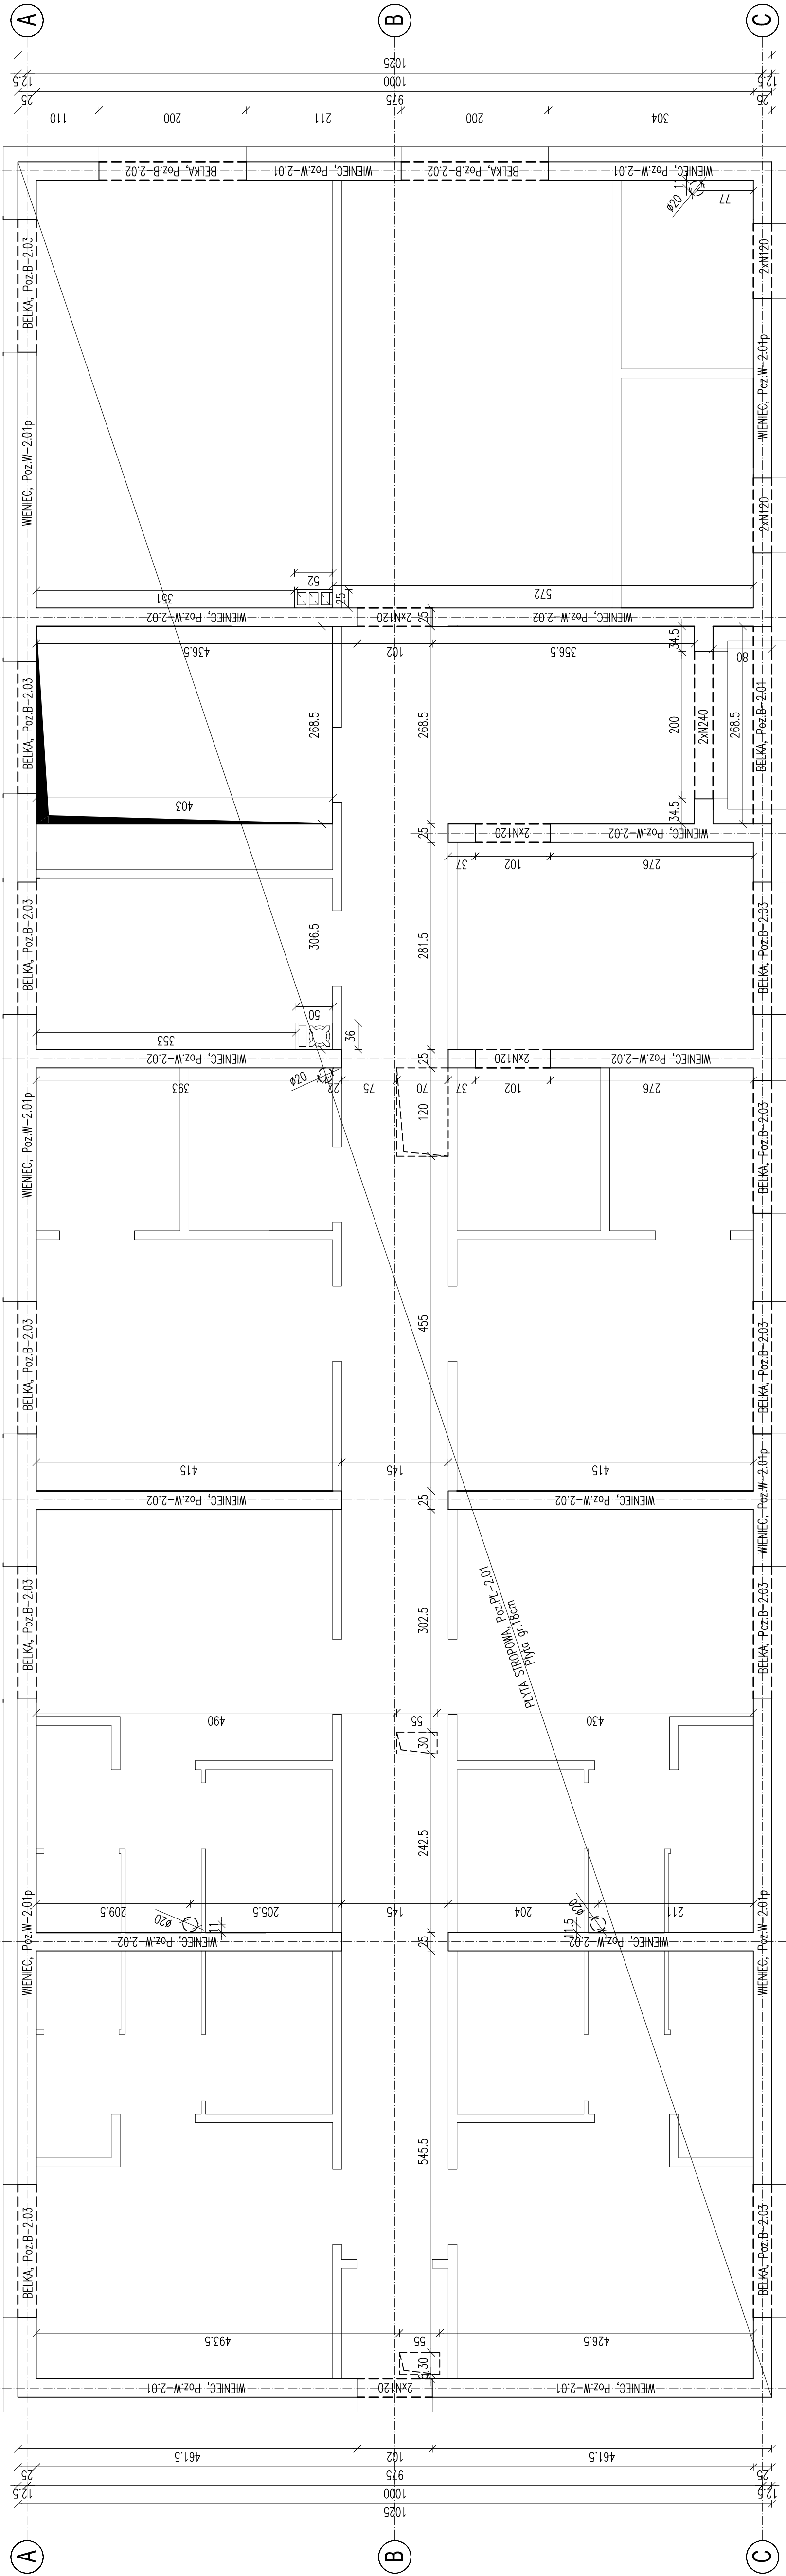 A
B
C
12.5
1025
12.5
1000
25
975
25
110
200
211
200
304
BELKA, Poz.B-2.02
WIENIEC, Poz.W-2.01
BELKA, Poz.B-2.02
WIENIEC, Poz.W-2.01
ø20
11
77
BELKA, Poz.B-2.03
2xN120
WIENIEC, Poz.W-2.01p
WIENIEC, Poz.W-2.01p
2xN120
351
52
25
572
WIENIEC, Poz.W-2.02
2xN120
25
WIENIEC, Poz.W-2.02
436.5
102
356.5
34.5
80
BELKA, Poz.B-2.03
268.5
268.5
200
2xN240
268.5
BELKA, Poz.B-2.01
403
34.5
25
2xN120
WIENIEC, Poz.W-2.02
37
102
276
BELKA, Poz.B-2.03
306.5
281.5
BELKA, Poz.B-2.03
353
50
36
WIENIEC, Poz.W-2.02
25
2xN120
WIENIEC, Poz.W-2.02
ø20
393
22
75
70
37
102
276
120
WIENIEC, Poz.W-2.01p
BELKA, Poz.B-2.03
BELKA, Poz.B-2.03
455
BELKA, Poz.B-2.03
415
145
415
WIENIEC, Poz.W-2.02
25
WIENIEC, Poz.W-2.02
WIENIEC, Poz.W-2.01p
BELKA, Poz.B-2.03
302.5
PŁYTA STROPOWA, Poz.PŁ-2.01
Płyta gr.18cm
BELKA, Poz.B-2.03
490
55
430
30
242.5
209.5
205.5
145
204
211
ø20
11
11.5
ø20
WIENIEC, Poz.W-2.01p
WIENIEC, Poz.W-2.02
25
WIENIEC, Poz.W-2.02
WIENIEC, Poz.W-2.01p
545.5
BELKA, Poz.B-2.03
BELKA, Poz.B-2.03
493.5
55
426.5
30
WIENIEC, Poz.W-2.01
2xN120
WIENIEC, Poz.W-2.01
461.5
102
461.5
25
975
25
12.5
1000
12.5
1025
A
B
C